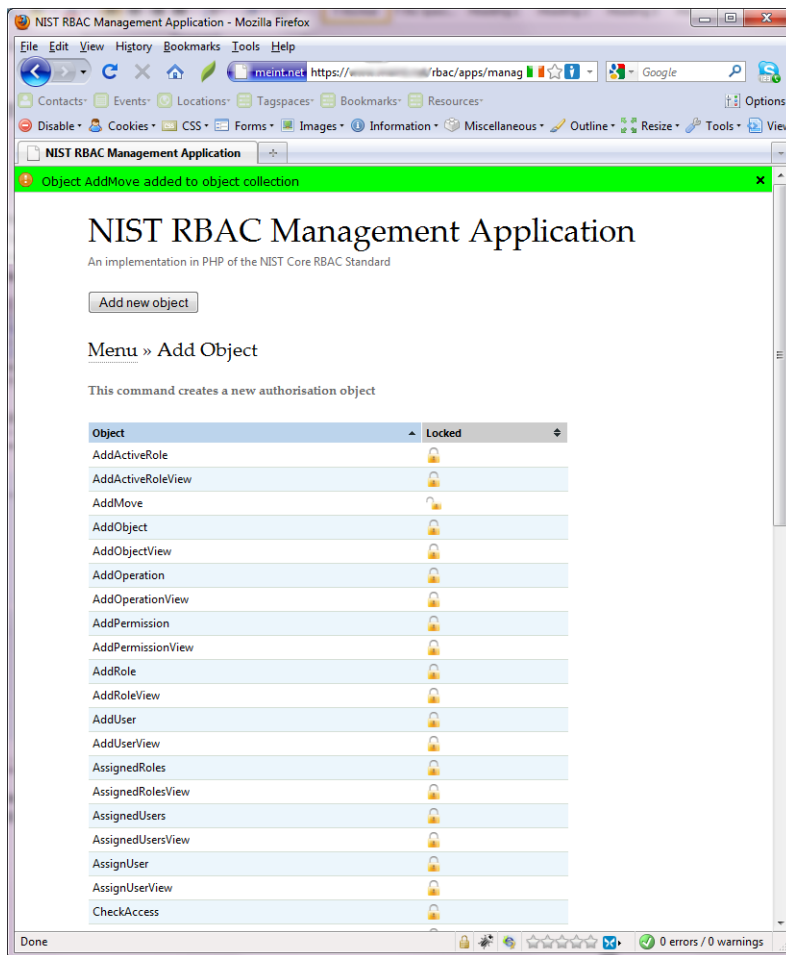 NIST RBAC Management Application - Mozilla Firefox
File Edit View History Bookmarks Tools Help
meint.net https:// /rbac/apps/manag Google
Contacts Events Locations Tagspaces Bookmarks Resources Options
Disable Cookies CSS Forms Images Information Miscellaneous Outline Resize Tools View
NIST RBAC Management Application
Object AddMove added to object collection
NIST RBAC Management Application
An implementation in PHP of the NIST Core RBAC Standard
Add new object
Menu » Add Object
This command creates a new authorisation object
Object Locked
AddActiveRole
AddActiveRoleView
AddMove
AddObject
AddObjectView
AddOperation
AddOperationView
AddPermission
AddPermissionView
AddRole
AddRoleView
AddUser
AddUserView
AssignedRoles
AssignedRolesView
AssignedUsers
AssignedUsersView
AssignUser
AssignUserView
CheckAccess
Done 0 errors / 0 warnings